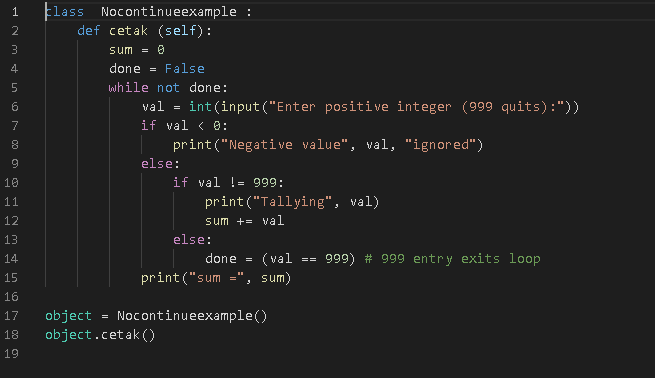 1 class  Nocontinueexample :
2     def cetak (self):
3         sum = 0
4         done = False
5         while not done:
6             val = int(input("Enter positive integer (999 quits):"))
7             if val < 0:
8                 print("Negative value", val, "ignored")
9             else:
10                 if val != 999:
11                     print("Tallying", val)
12                     sum += val
13                 else:
14                     done = (val == 999) # 999 entry exits loop
15             print("sum =", sum)
16
17 object = Nocontinueexample()
18 object.cetak()
19